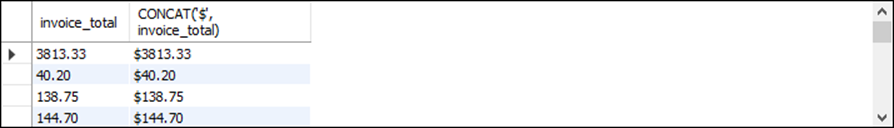 invoice_total CONCAT('$', invoice_total)
3813.33 $3813.33
40.20 $40.20
138.75 $138.75
144.70 $144.70